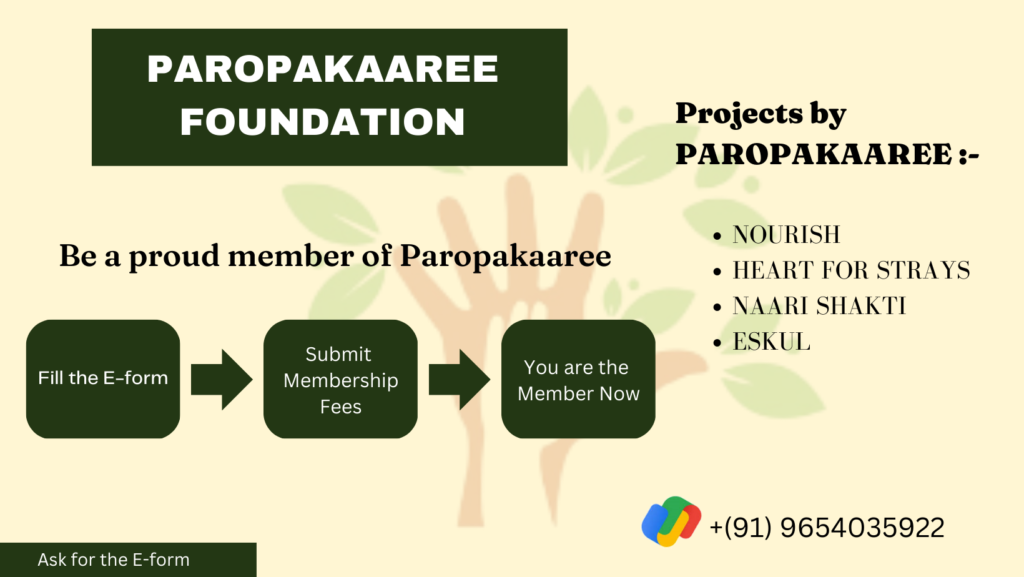 PAROPAKAAREE
FOUNDATION
Projects by
PAROPAKAAREE :-
Be a proud member of Paropakaaree
• NOURISH
• HEART FOR STRAYS
• NAARI SHAKTI
• ESKUL
Fill the E-form
Submit
Membership
Fees
You are the
Member Now
+(91) 9654035922
Ask for the E-form